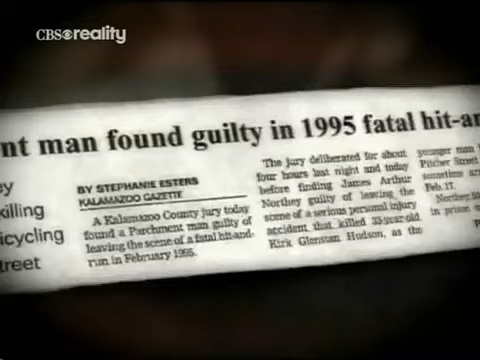 CBS reality
nt man found guilty in 1995 fatal hit-a
ey
killing
icycling
treet
BY STEPHANIE ESTERS
KALAMAZOO GAZETTE
A Kalamazoo County jury today
found a Parchment man guilty of
leaving the scene of a fatal hit-and-
run in February 1995.
The jury deliberated for about
four hours last night and today
before finding James Arthur
Northey guilty of leaving the
scene of a serious personal injury
accident that killed 33-year-old
Kirk Glenstan Hudson, as the
younger man
Pitcher Street
sometime
Feb. 17.
Northey
in prison